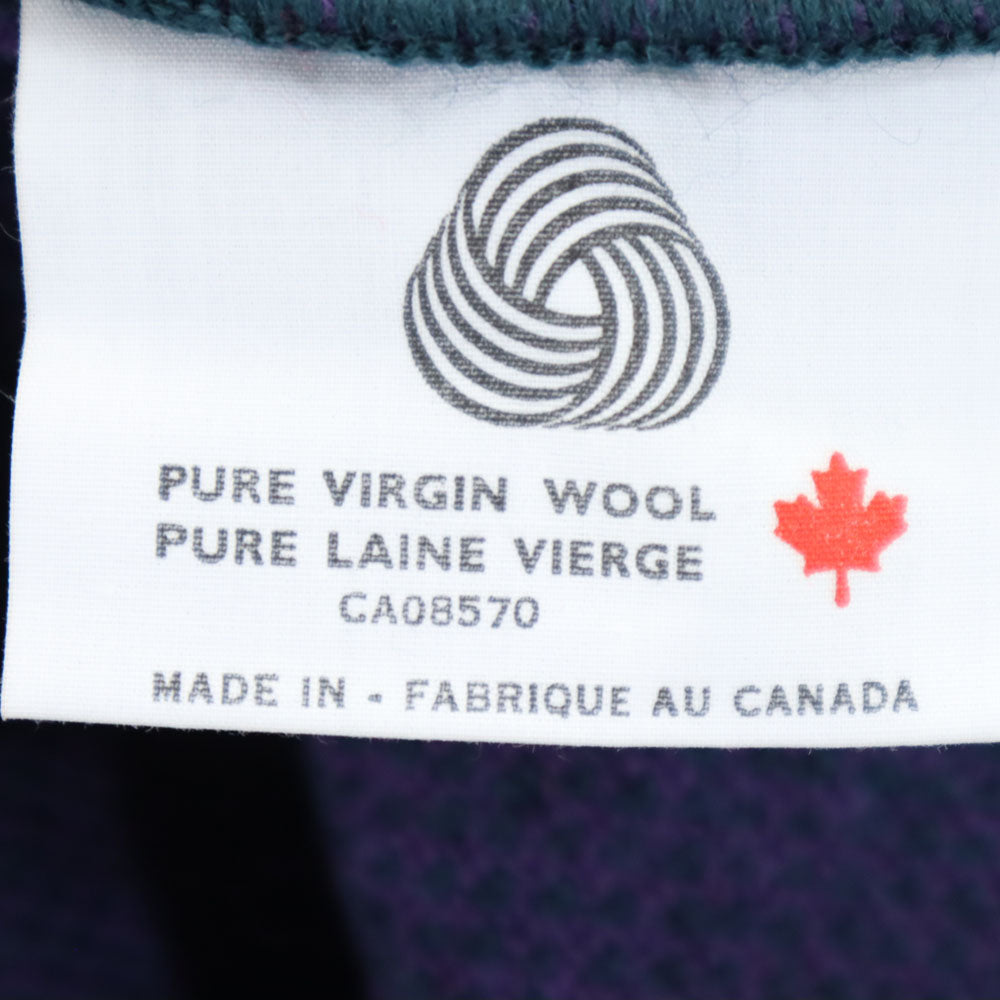 PURE VIRGIN WOOL
PURE LAINE VIERGE
CA08570
MADE IN - FABRIQUE AU CANADA